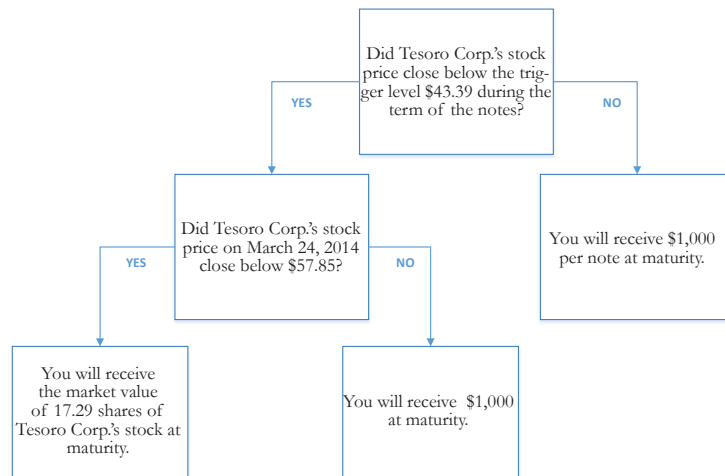 Did Tesoro Corp.'s stock
price close below the trig-
ger level $43.39 during the
term of the notes?
YES
NO
Did Tesoro Corp.'s stock
price on March 24, 2014
close below $57.85?
You will receive $1,000
per note at maturity.
YES
NO
You will receive
the market value
of 17.29 shares of
Tesoro Corp.'s stock at
maturity.
You will receive $1,000
at maturity.